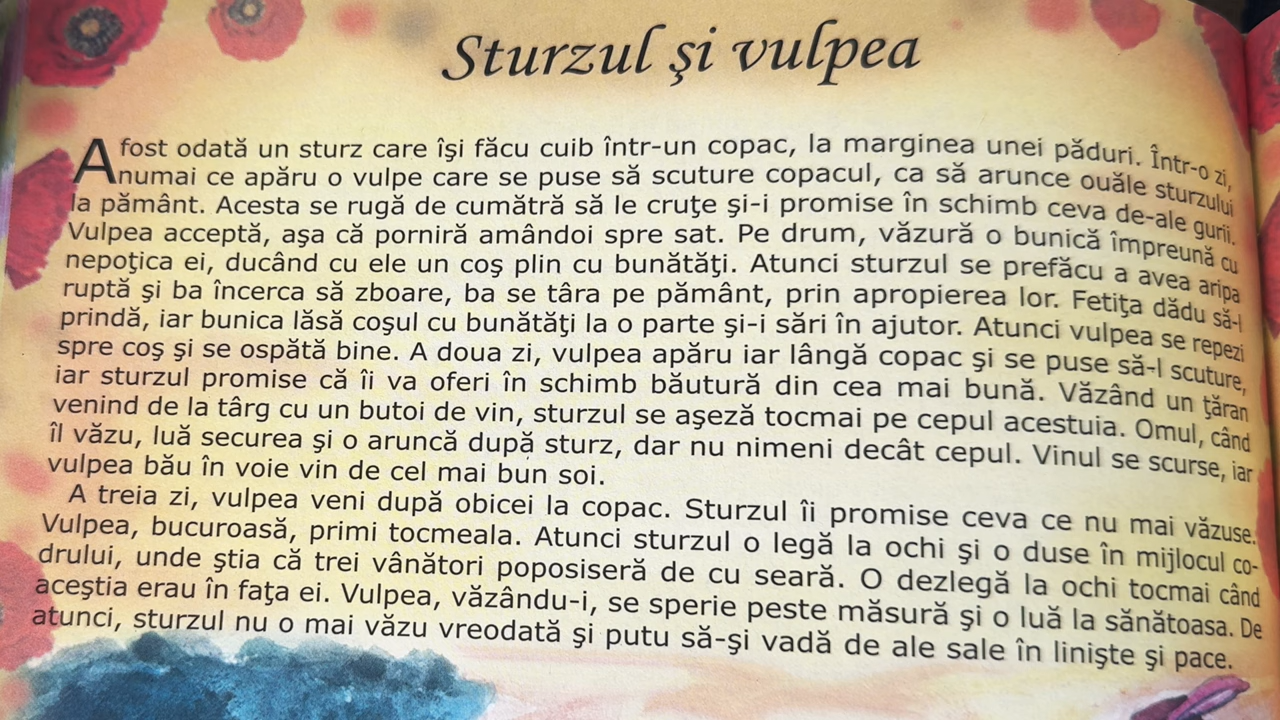 Sturzul şi vulpea
A fost odată un sturz care îşi făcu cuib într-un copac, la marginea unei păduri. Într-o zi,
numai ce apăru o vulpe care se puse să scuture copacul, ca să arunce ouăle sturzului
la pământ. Acesta se rugă de cumătră să le cruţe şi-i promise în schimb ceva de-ale gurii.
Vulpea acceptă, aşa că porniră amândoi spre sat. Pe drum, văzură o bunică împreună cu
nepoţica ei, ducând cu ele un coş plin cu bunătăţi. Atunci sturzul se prefăcu a avea aripa
ruptă şi ba încerca să zboare, ba se târa pe pământ, prin apropierea lor. Fetiţa dădu să-l
prindă, iar bunica lăsă coşul cu bunătăţi la o parte şi-i sări în ajutor. Atunci vulpea se repezi
spre coş şi se ospătă bine. A doua zi, vulpea apăru iar lângă copac şi se puse să-l scuture,
iar sturzul promise că îi va oferi în schimb băutură din cea mai bună. Văzând un ţăran
venind de la târg cu un butoi de vin, sturzul se aşeză tocmai pe cepul acestuia. Omul, când
îl văzu, luă securea şi o aruncă după sturz, dar nu nimeni decât cepul. Vinul se scurse, iar
vulpea bău în voie vin de cel mai bun soi.
A treia zi, vulpea veni după obicei la copac. Sturzul îi promise ceva ce nu mai văzuse.
Vulpea, bucuroasă, primi tocmeala. Atunci sturzul o legă la ochi şi o duse în mijlocul co-
drului, unde ştia că trei vânători poposiseră de cu seară. O dezlegă la ochi tocmai când
aceştia erau în faţa ei. Vulpea, văzându-i, se sperie peste măsură şi o luă la sănătoasa. De
atunci, sturzul nu o mai văzu vreodată şi putu să-şi vadă de ale sale în linişte şi pace.